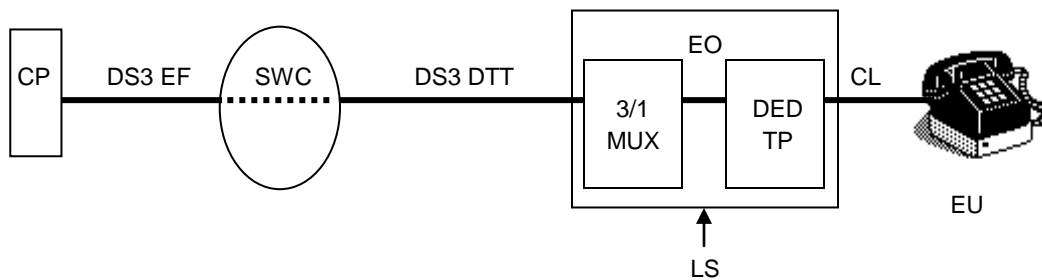 EO
CP
DS3 EF
SWC
DS3 DTT
CL
3/1
MUX
DED
TP
EU
LS